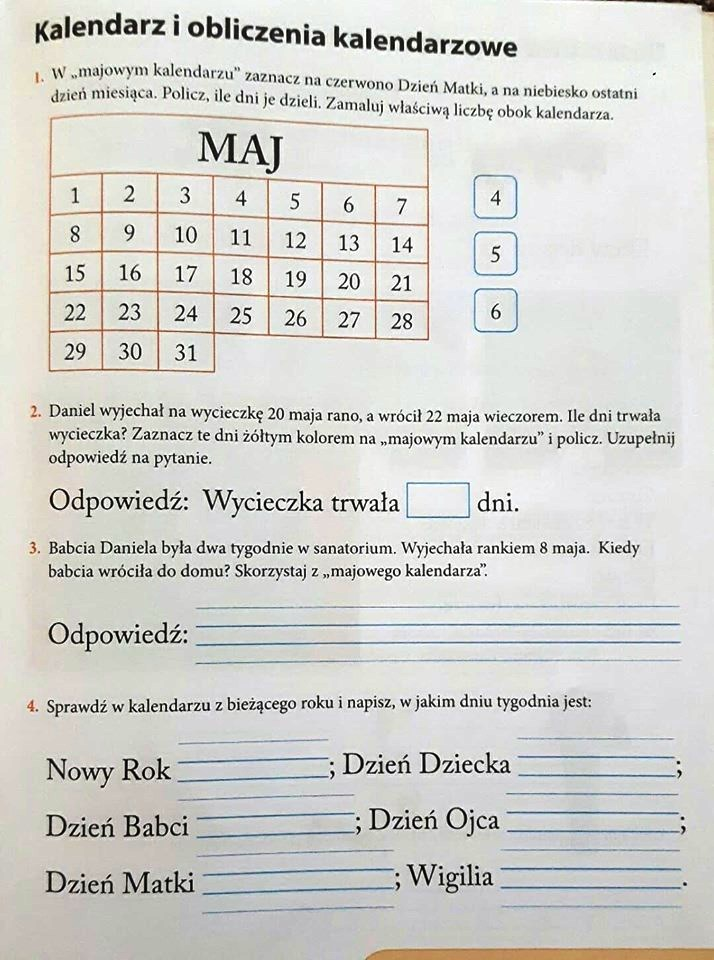 Kalendarz i obliczenia kalendarzowe
1. W „majowym kalendarzu” zaznacz na czerwono Dzień Matki, a na niebiesko ostatni
dzień miesiąca. Policz, ile dni je dzieli. Zamaluj właściwą liczbę obok kalendarza.
MAJ
1 2 3 4 5 6 7
8 9 10 11 12 13 14
15 16 17 18 19 20 21
22 23 24 25 26 27 28
29 30 31
4
5
6
2. Daniel wyjechał na wycieczkę 20 maja rano, a wrócił 22 maja wieczorem. Ile dni trwała
wycieczka? Zaznacz te dni żółtym kolorem na „majowym kalendarzu” i policz. Uzupełnij
odpowiedź na pytanie.
Odpowiedź: Wycieczka trwała dni.
3. Babcia Daniela była dwa tygodnie w sanatorium. Wyjechała rankiem 8 maja. Kiedy
babcia wróciła do domu? Skorzystaj z „majowego kalendarza”.
Odpowiedź:
4. Sprawdź w kalendarzu z bieżącego roku i napisz, w jakim dniu tygodnia jest:
Nowy Rok ; Dzień Dziecka ;
Dzień Babci ; Dzień Ojca ;
Dzień Matki ; Wigilia .